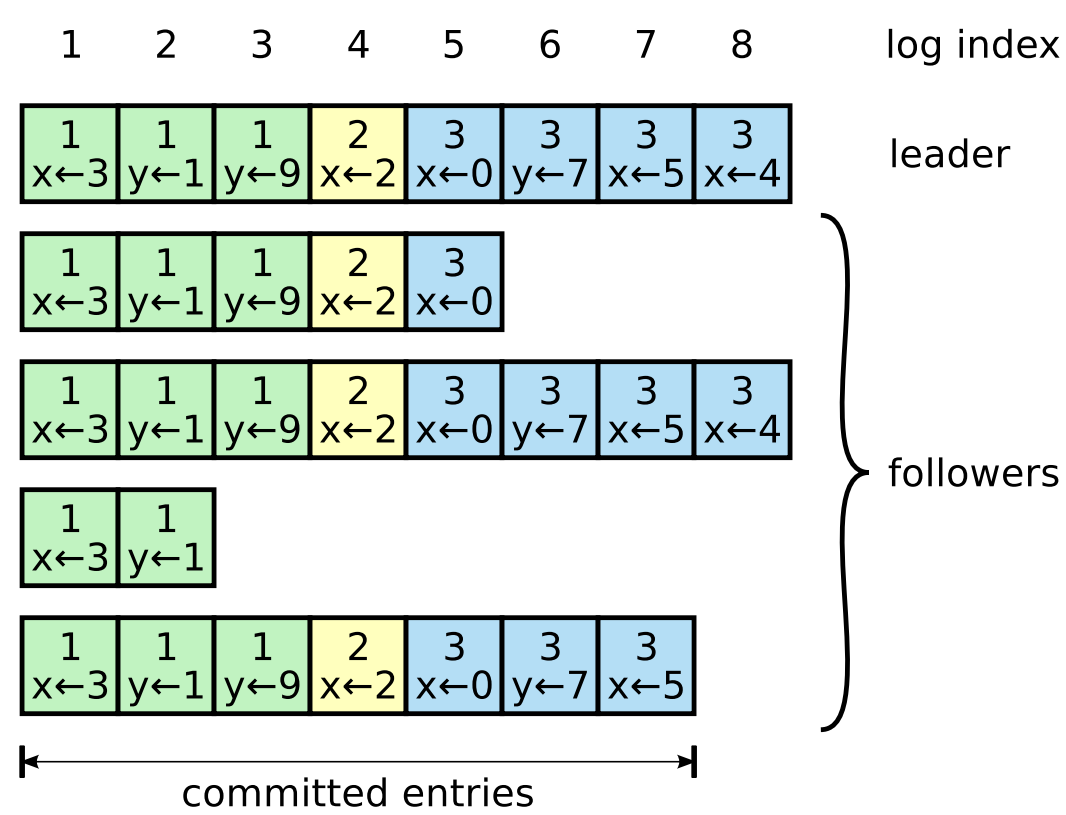 1 2 3 4 5 6 7 8 log index
1 1 1 2 3 3 3 3
x←3 y←1 y←9 x←2 x←0 y←7 x←5 x←4
leader
1 1 1 2 3
x←3 y←1 y←9 x←2 x←0
1 1 1 2 3 3 3 3
x←3 y←1 y←9 x←2 x←0 y←7 x←5 x←4
followers
1 1
x←3 y←1
1 1 1 2 3 3 3
x←3 y←1 y←9 x←2 x←0 y←7 x←5
committed entries